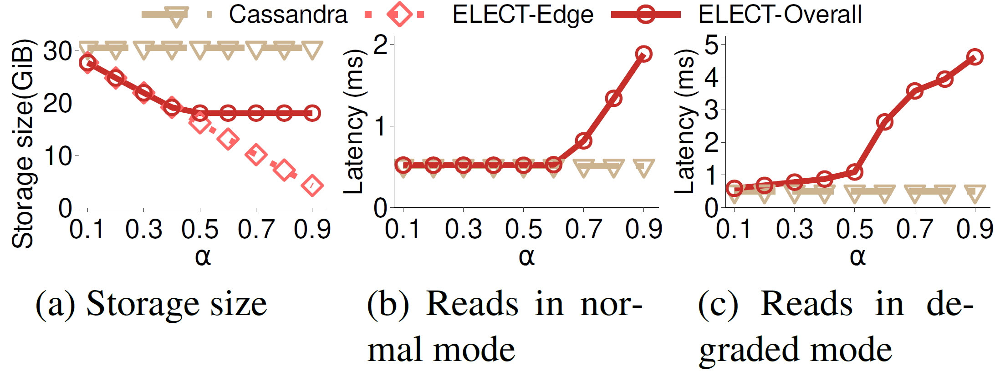 Cassandra ELECT-Edge ELECT-Overall
Storage size(GiB)
30
20
10
0
0.1 0.3 0.5 0.7 0.9
α
(a) Storage size
Latency (ms)
2
1
0
0.1 0.3 0.5 0.7 0.9
α
(b) Reads in nor-
mal mode
Latency (ms)
5
4
3
2
1
0
0.1 0.3 0.5 0.7 0.9
α
(c) Reads in de-
graded mode